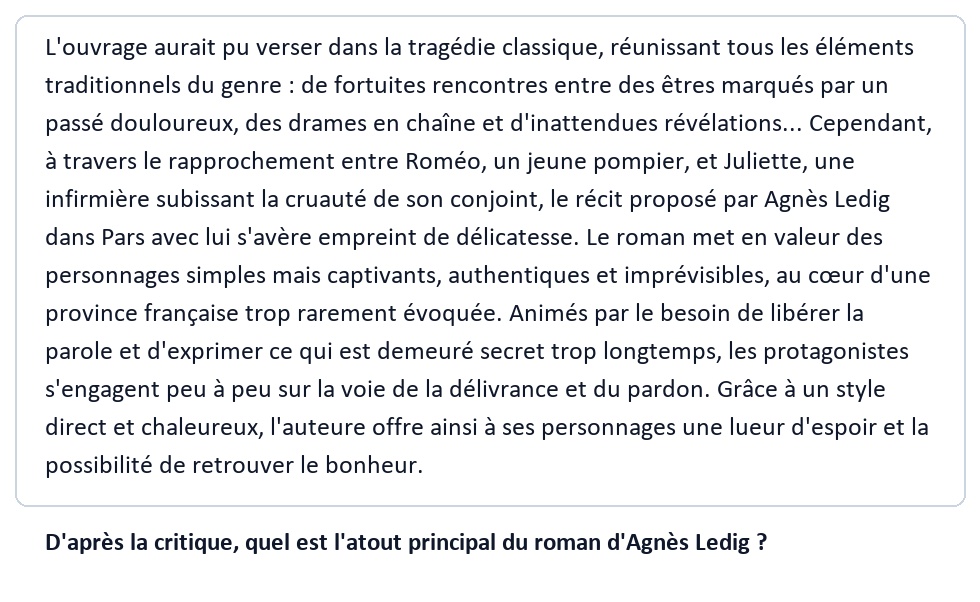 L'ouvrage aurait pu verser dans la tragédie classique, réunissant tous les éléments
traditionnels du genre : de fortuites rencontres entre des êtres marqués par un
passé douloureux, des drames en chaîne et d'inattendues révélations... Cependant,
à travers le rapprochement entre Roméo, un jeune pompier, et Juliette, une
infirmière subissant la cruauté de son conjoint, le récit proposé par Agnès Ledig
dans Pars avec lui s'avère empreint de délicatesse. Le roman met en valeur des
personnages simples mais captivants, authentiques et imprévisibles, au cœur d'une
province française trop rarement évoquée. Animés par le besoin de libérer la
parole et d'exprimer ce qui est demeuré secret trop longtemps, les protagonistes
s'engagent peu à peu sur la voie de la délivrance et du pardon. Grâce à un style
direct et chaleureux, l'auteure offre ainsi à ses personnages une lueur d'espoir et la
possibilité de retrouver le bonheur.
D'après la critique, quel est l'atout principal du roman d'Agnès Ledig ?